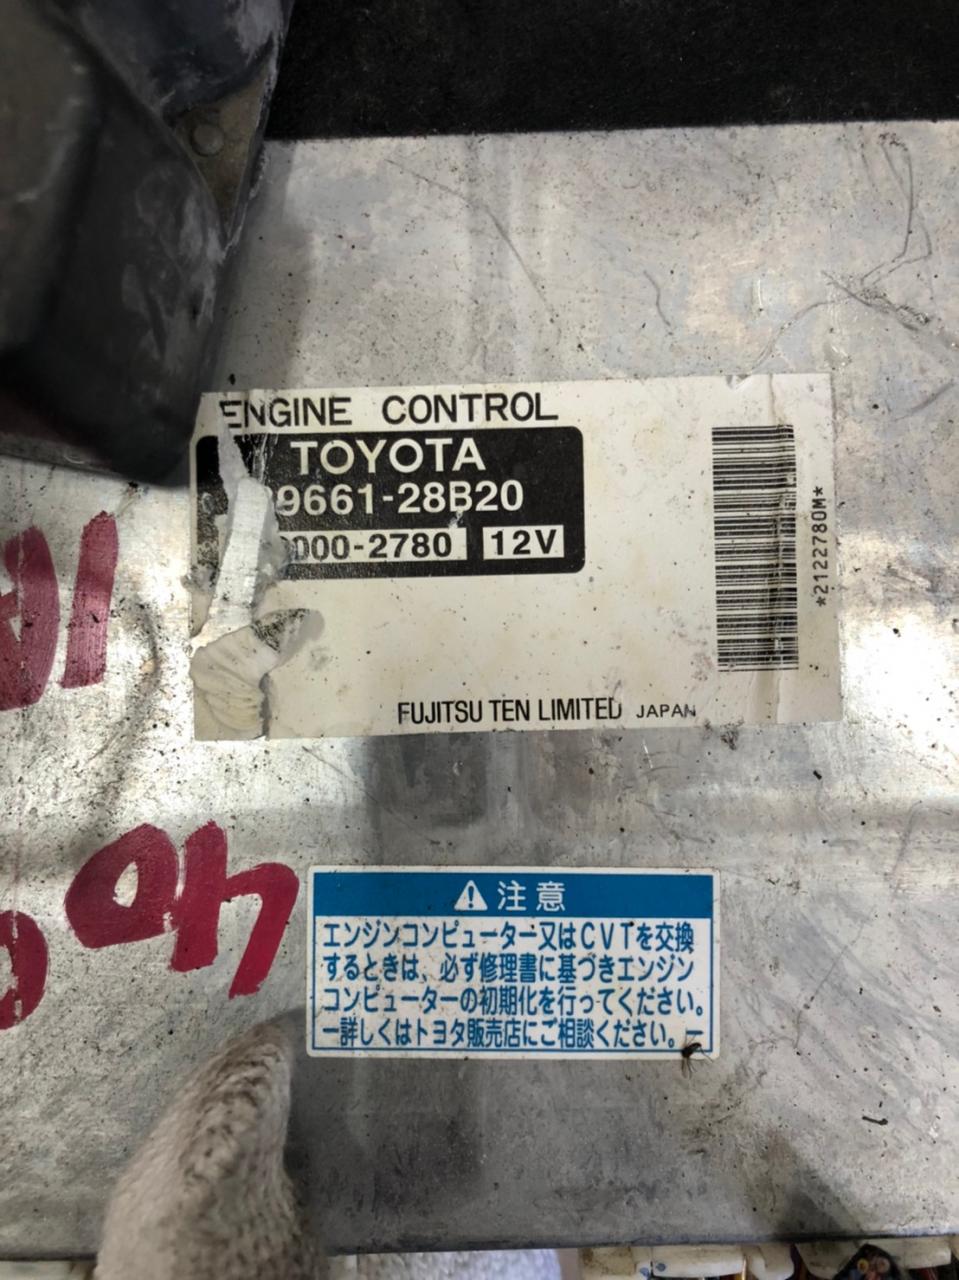 ENGINE CONTROL
TOYOTA
9661-28B20
000-2780 12V
*2122780M*
FUJITSU TEN LIMITED JAPAN
注意
エンジンコンピューター又はCVTを交換
するときは、必ず修理書に基づきエンジン
コンピューターの初期化を行ってください。
ー詳しくはトヨタ販売店にご相談ください。ー